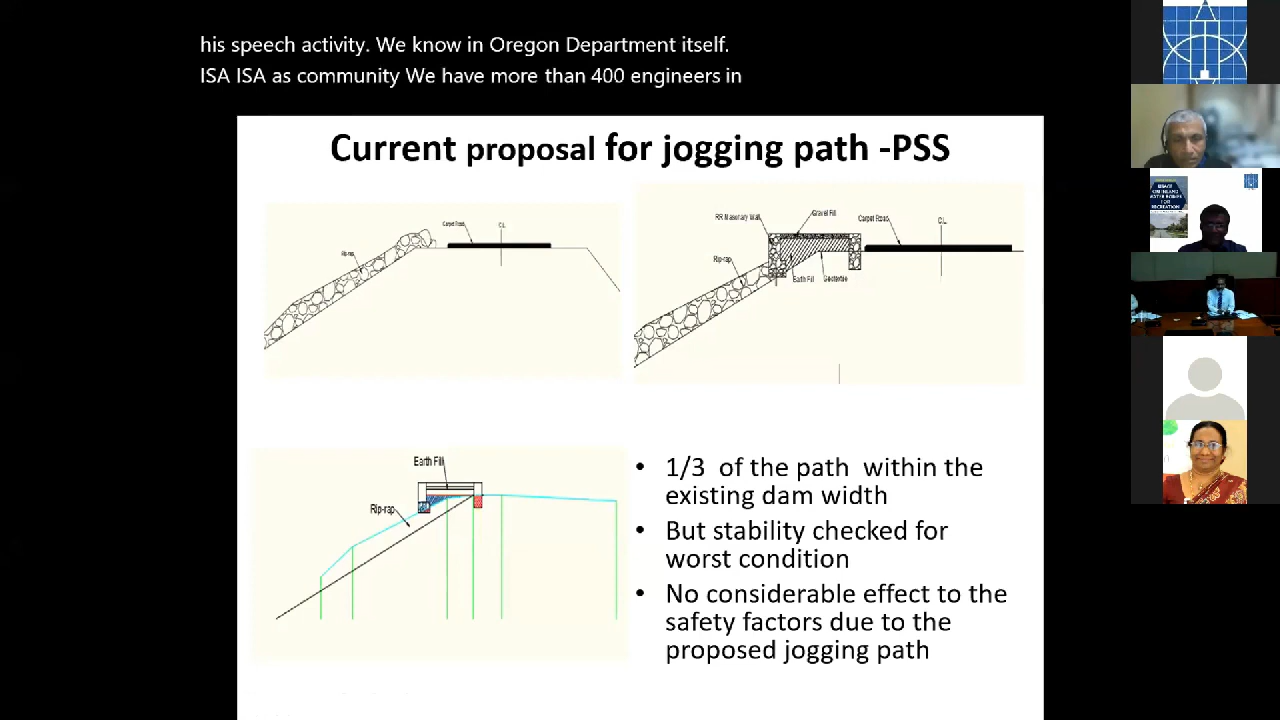 his speech activity. We know in Oregon Department itself.
ISA ISA as community We have more than 400 engineers in
Current proposal for jogging path -PSS
Carpet Road
CL
Rip-rap
RR Masonary Wall
Gravel Fill
Carpet Road
CL
Rip-rap
Earth Fill
Geotextile
Earth Fill
Rip-rap
• 1/3 of the path within the
existing dam width
• But stability checked for
worst condition
• No considerable effect to the
safety factors due to the
proposed jogging path